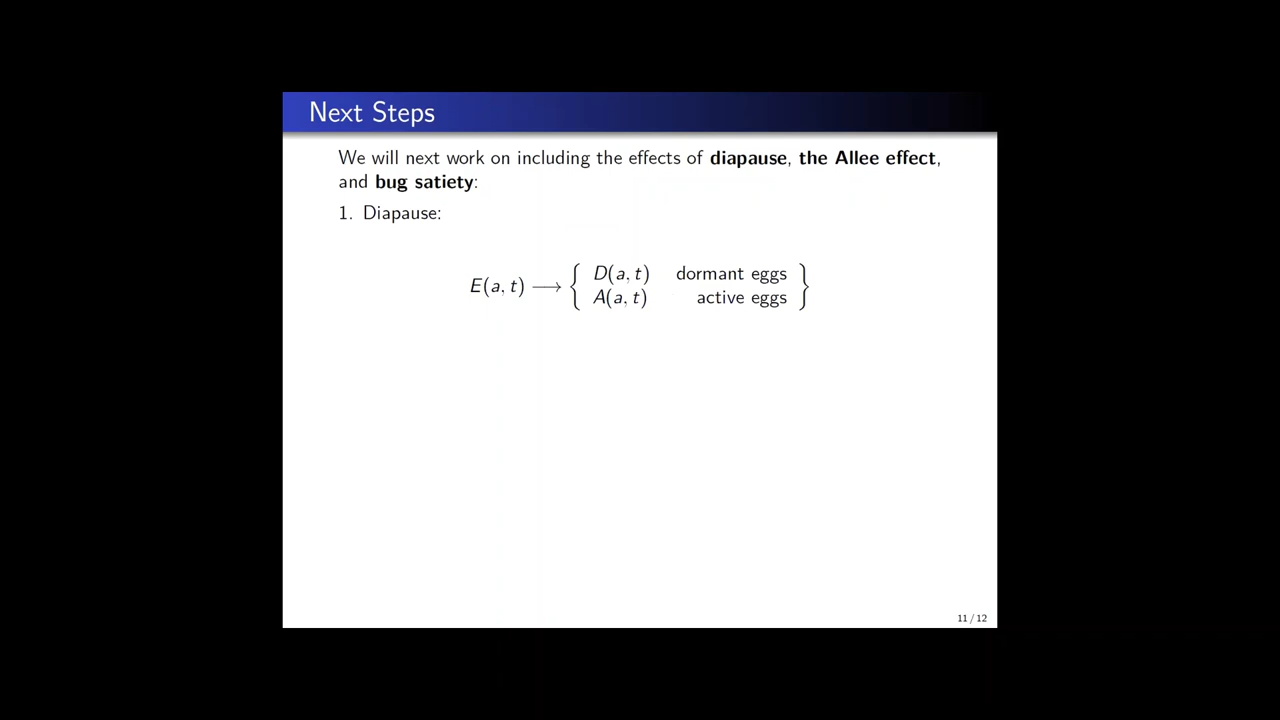 Next Steps
We will next work on including the effects of diapause, the Allee effect,
and bug satiety:
1. Diapause:
E(a, t) ⟶ { D(a, t) dormant eggs
A(a, t) active eggs }
11 / 12